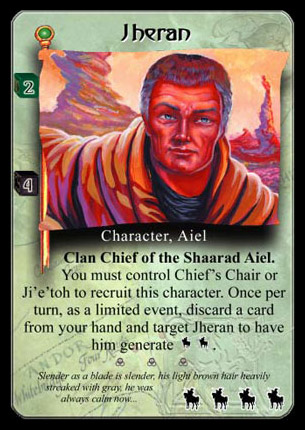 Jheran
2
4
Character, Aiel
Clan Chief of the Shaarad Aiel.
You must control Chief's Chair or
Ji'e'toh to recruit this character. Once per
turn, as a limited event, discard a card
from your hand and target Jheran to have
him generate .
Slender as a blade is slender, his light brown hair heavily
streaked with gray, he was
always calm now...